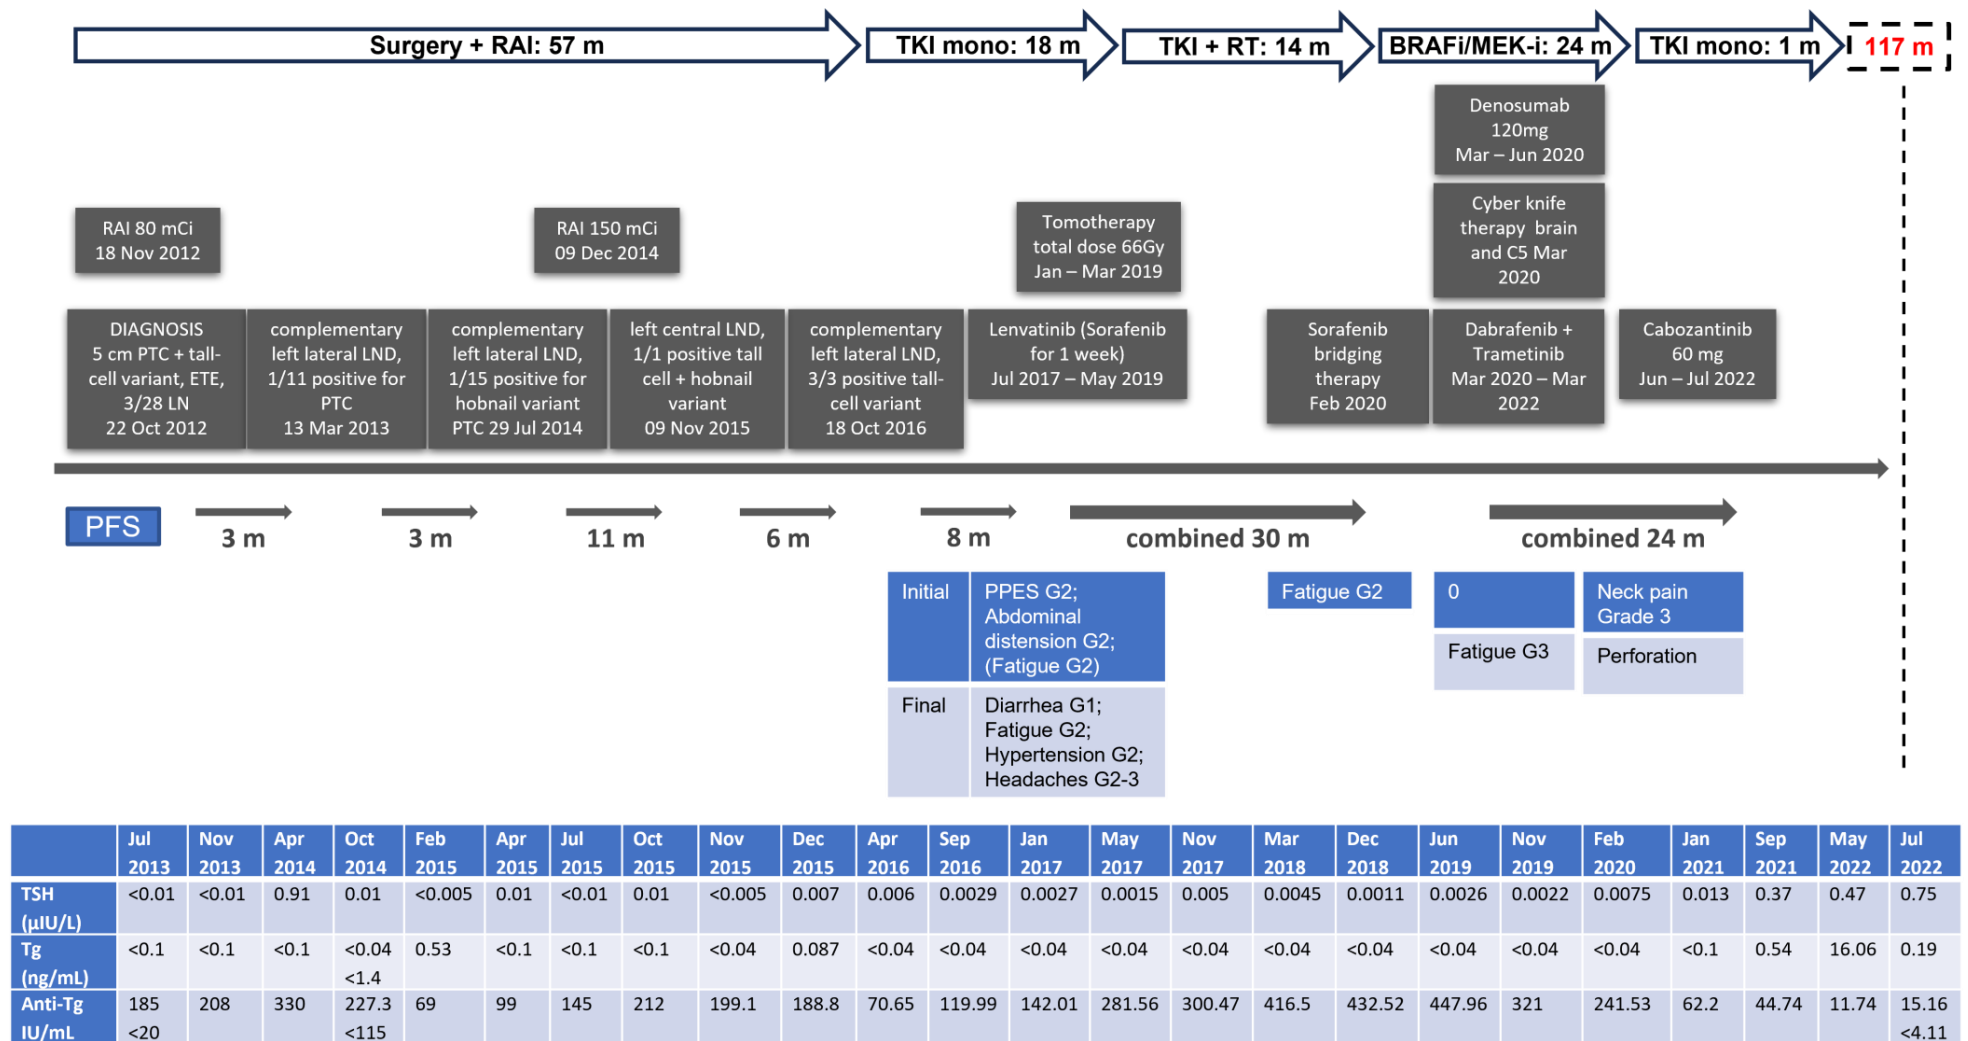 Surgery + RAI: 57 m
TKI mono: 18 m
TKI + RT: 14 m
BRAFi/MEK-i: 24 m
TKI mono: 1 m
117 m
Denosumab
120mg
Mar – Jun 2020
RAI 80 mCi
18 Nov 2012
RAI 150 mCi
09 Dec 2014
Tomotherapy
total dose 66Gy
Jan – Mar 2019
Cyber knife
therapy brain
and C5 Mar
2020
DIAGNOSIS
5 cm PTC + tall-
cell variant, ETE,
3/28 LN
22 Oct 2012
complementary
left lateral LND,
1/11 positive for
PTC
13 Mar 2013
complementary
left lateral LND,
1/15 positive for
hobnail variant
PTC 29 Jul 2014
left central LND,
1/1 positive tall
cell + hobnail
variant
09 Nov 2015
complementary
left lateral LND,
3/3 positive tall-
cell variant
18 Oct 2016
Lenvatinib (Sorafenib
for 1 week)
Jul 2017 – May 2019
Sorafenib
bridging
therapy
Feb 2020
Dabrafenib +
Trametinib
Mar 2020 – Mar
2022
Cabozantinib
60 mg
Jun – Jul 2022
PFS
3 m
3 m
11 m
6 m
8 m
combined 30 m
combined 24 m
Initial
PPES G2;
Abdominal
distension G2;
(Fatigue G2)
Final
Diarrhea G1;
Fatigue G2;
Hypertension G2;
Headaches G2-3
Fatigue G2
0
Fatigue G3
Neck pain
Grade 3
Perforation
Jul Nov Apr Oct Feb Apr Jul Oct Nov Dec Apr Sep Jan May Nov Mar Dec Jun Nov Feb Jan Sep May Jul
2013 2013 2014 2014 2015 2015 2015 2015 2015 2015 2016 2016 2017 2017 2017 2018 2018 2019 2019 2020 2021 2021 2022 2022
TSH <0.01 <0.01 0.91 0.01 <0.005 0.01 <0.01 0.01 <0.005 0.007 0.006 0.0029 0.0027 0.0015 0.005 0.0045 0.0011 0.0026 0.0022 0.0075 0.013 0.37 0.47 0.75
(µIU/L)
Tg <0.1 <0.1 <0.1 <0.04 0.53 <0.1 <0.1 <0.1 <0.04 0.087 <0.04 <0.04 <0.04 <0.04 <0.04 <0.04 <0.04 <0.04 <0.04 <0.04 <0.1 0.54 16.06 0.19
(ng/mL) <1.4
Anti-Tg 185 208 330 227.3 69 99 145 212 199.1 188.8 70.65 119.99 142.01 281.56 300.47 416.5 432.52 447.96 321 241.53 62.2 44.74 11.74 15.16
IU/mL <20 <115 <4.11